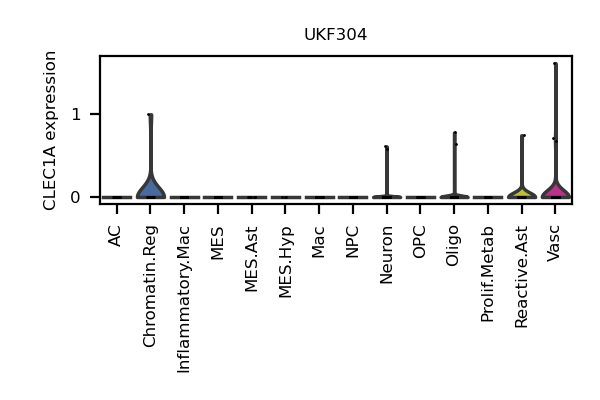 UKF304
CLEC1A expression
1
0
AC
Chromatin.Reg
Inflammatory.Mac
MES
MES.Ast
MES.Hyp
Mac
NPC
Neuron
OPC
Oligo
Prolif.Metab
Reactive.Ast
Vasc